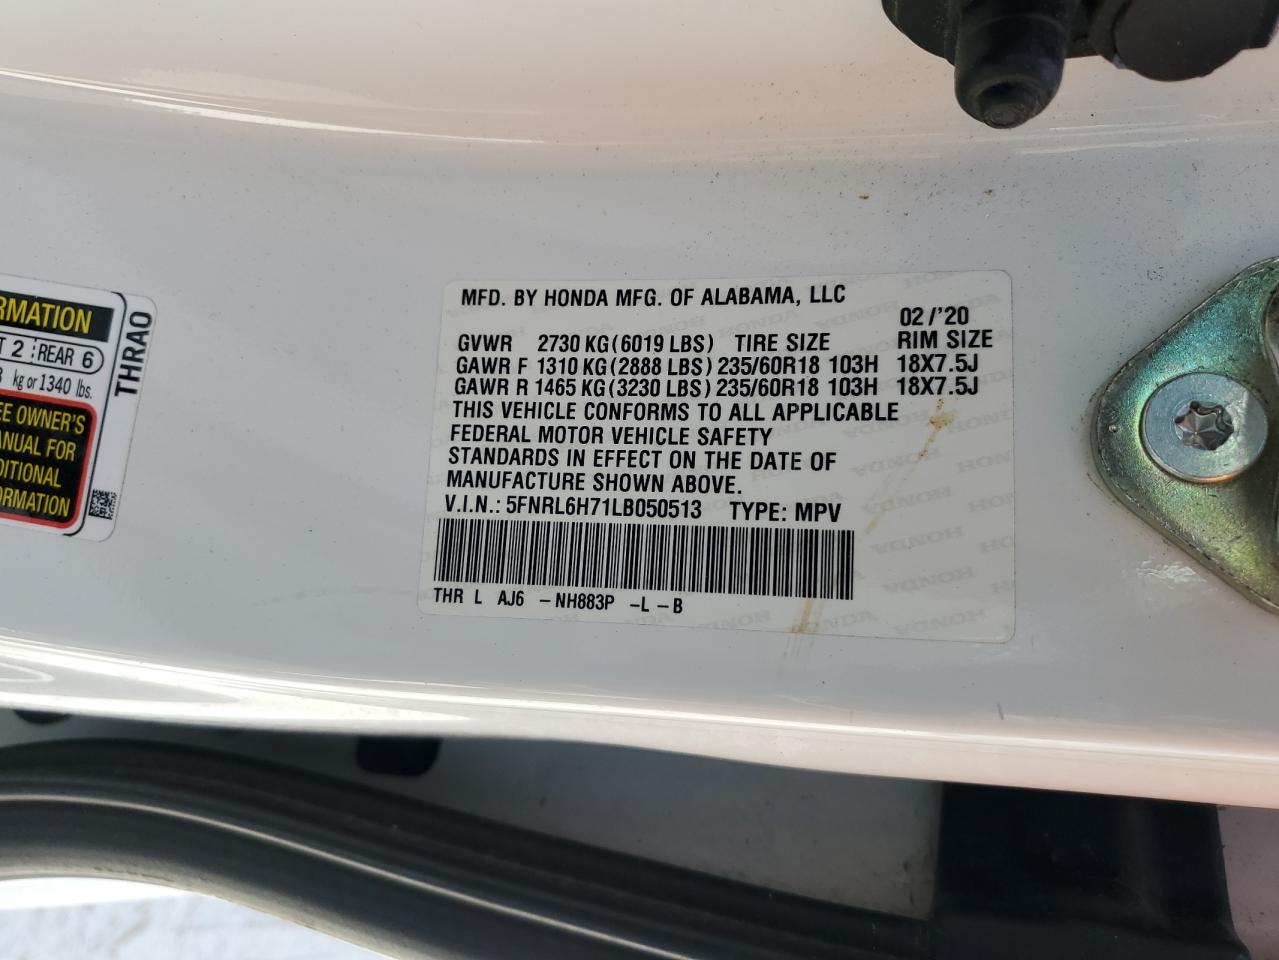 RMATION
T 2 REAR 6
kg or 1340 lbs.
EE OWNER'S
ANUAL FOR
DITIONAL
ORMATION
THRAO
MFD. BY HONDA MFG. OF ALABAMA, LLC
02/'20
GVWR 2730 KG(6019 LBS) TIRE SIZE RIM SIZE
GAWR F 1310 KG(2888 LBS) 235/60R18 103H 18X7.5J
GAWR R 1465 KG(3230 LBS) 235/60R18 103H 18X7.5J
THIS VEHICLE CONFORMS TO ALL APPLICABLE
FEDERAL MOTOR VEHICLE SAFETY
STANDARDS IN EFFECT ON THE DATE OF
MANUFACTURE SHOWN ABOVE.
V.I.N.: 5FNRL6H71LB050513 TYPE: MPV
THR L AJ6 -NH883P -L -B